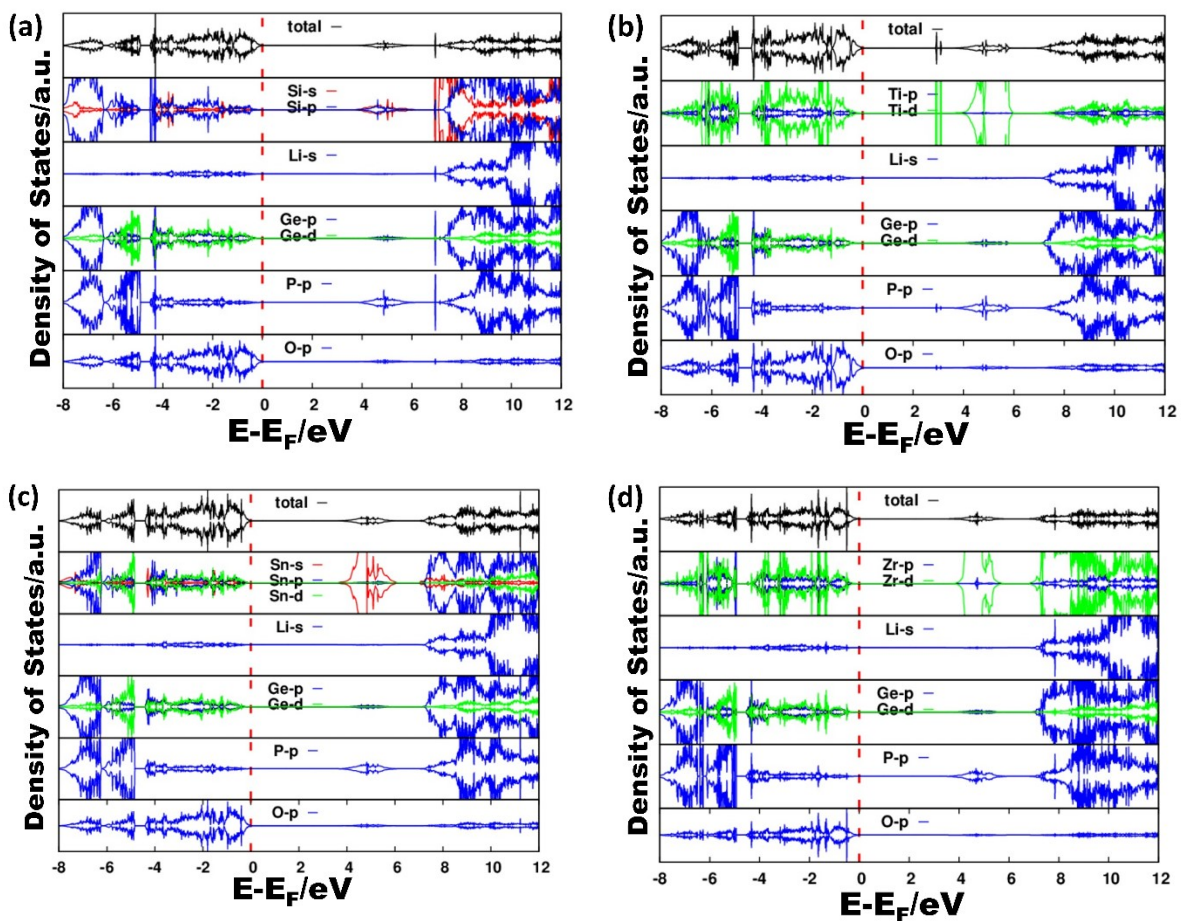 (a)
Density of States/a.u.
total
Si-s
Si-p
Li-s
Ge-p
Ge-d
P-p
O-p
-8 -6 -4 -2 0 2 4 6 8 10 12
E-EF/eV
(b)
Density of States/a.u.
total
Ti-p
Ti-d
Li-s
Ge-p
Ge-d
P-p
O-p
-8 -6 -4 -2 0 2 4 6 8 10 12
E-EF/eV
(c)
Density of States/a.u.
total
Sn-s
Sn-p
Sn-d
Li-s
Ge-p
Ge-d
P-p
O-p
-8 -6 -4 -2 0 2 4 6 8 10 12
E-EF/eV
(d)
Density of States/a.u.
total
Zr-p
Zr-d
Li-s
Ge-p
Ge-d
P-p
O-p
-8 -6 -4 -2 0 2 4 6 8 10 12
E-EF/eV